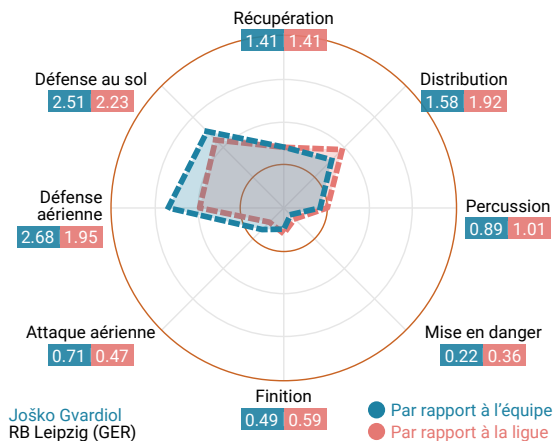 Récupération
1.41 1.41
Défense au sol
2.51 2.23
Distribution
1.58 1.92
Défense
aérienne
2.68 1.95
Percussion
0.89 1.01
Attaque aérienne
0.71 0.47
Mise en danger
0.22 0.36
Finition
0.49 0.59
Joško Gvardiol
RB Leipzig (GER)
Par rapport à l'équipe
Par rapport à la ligue